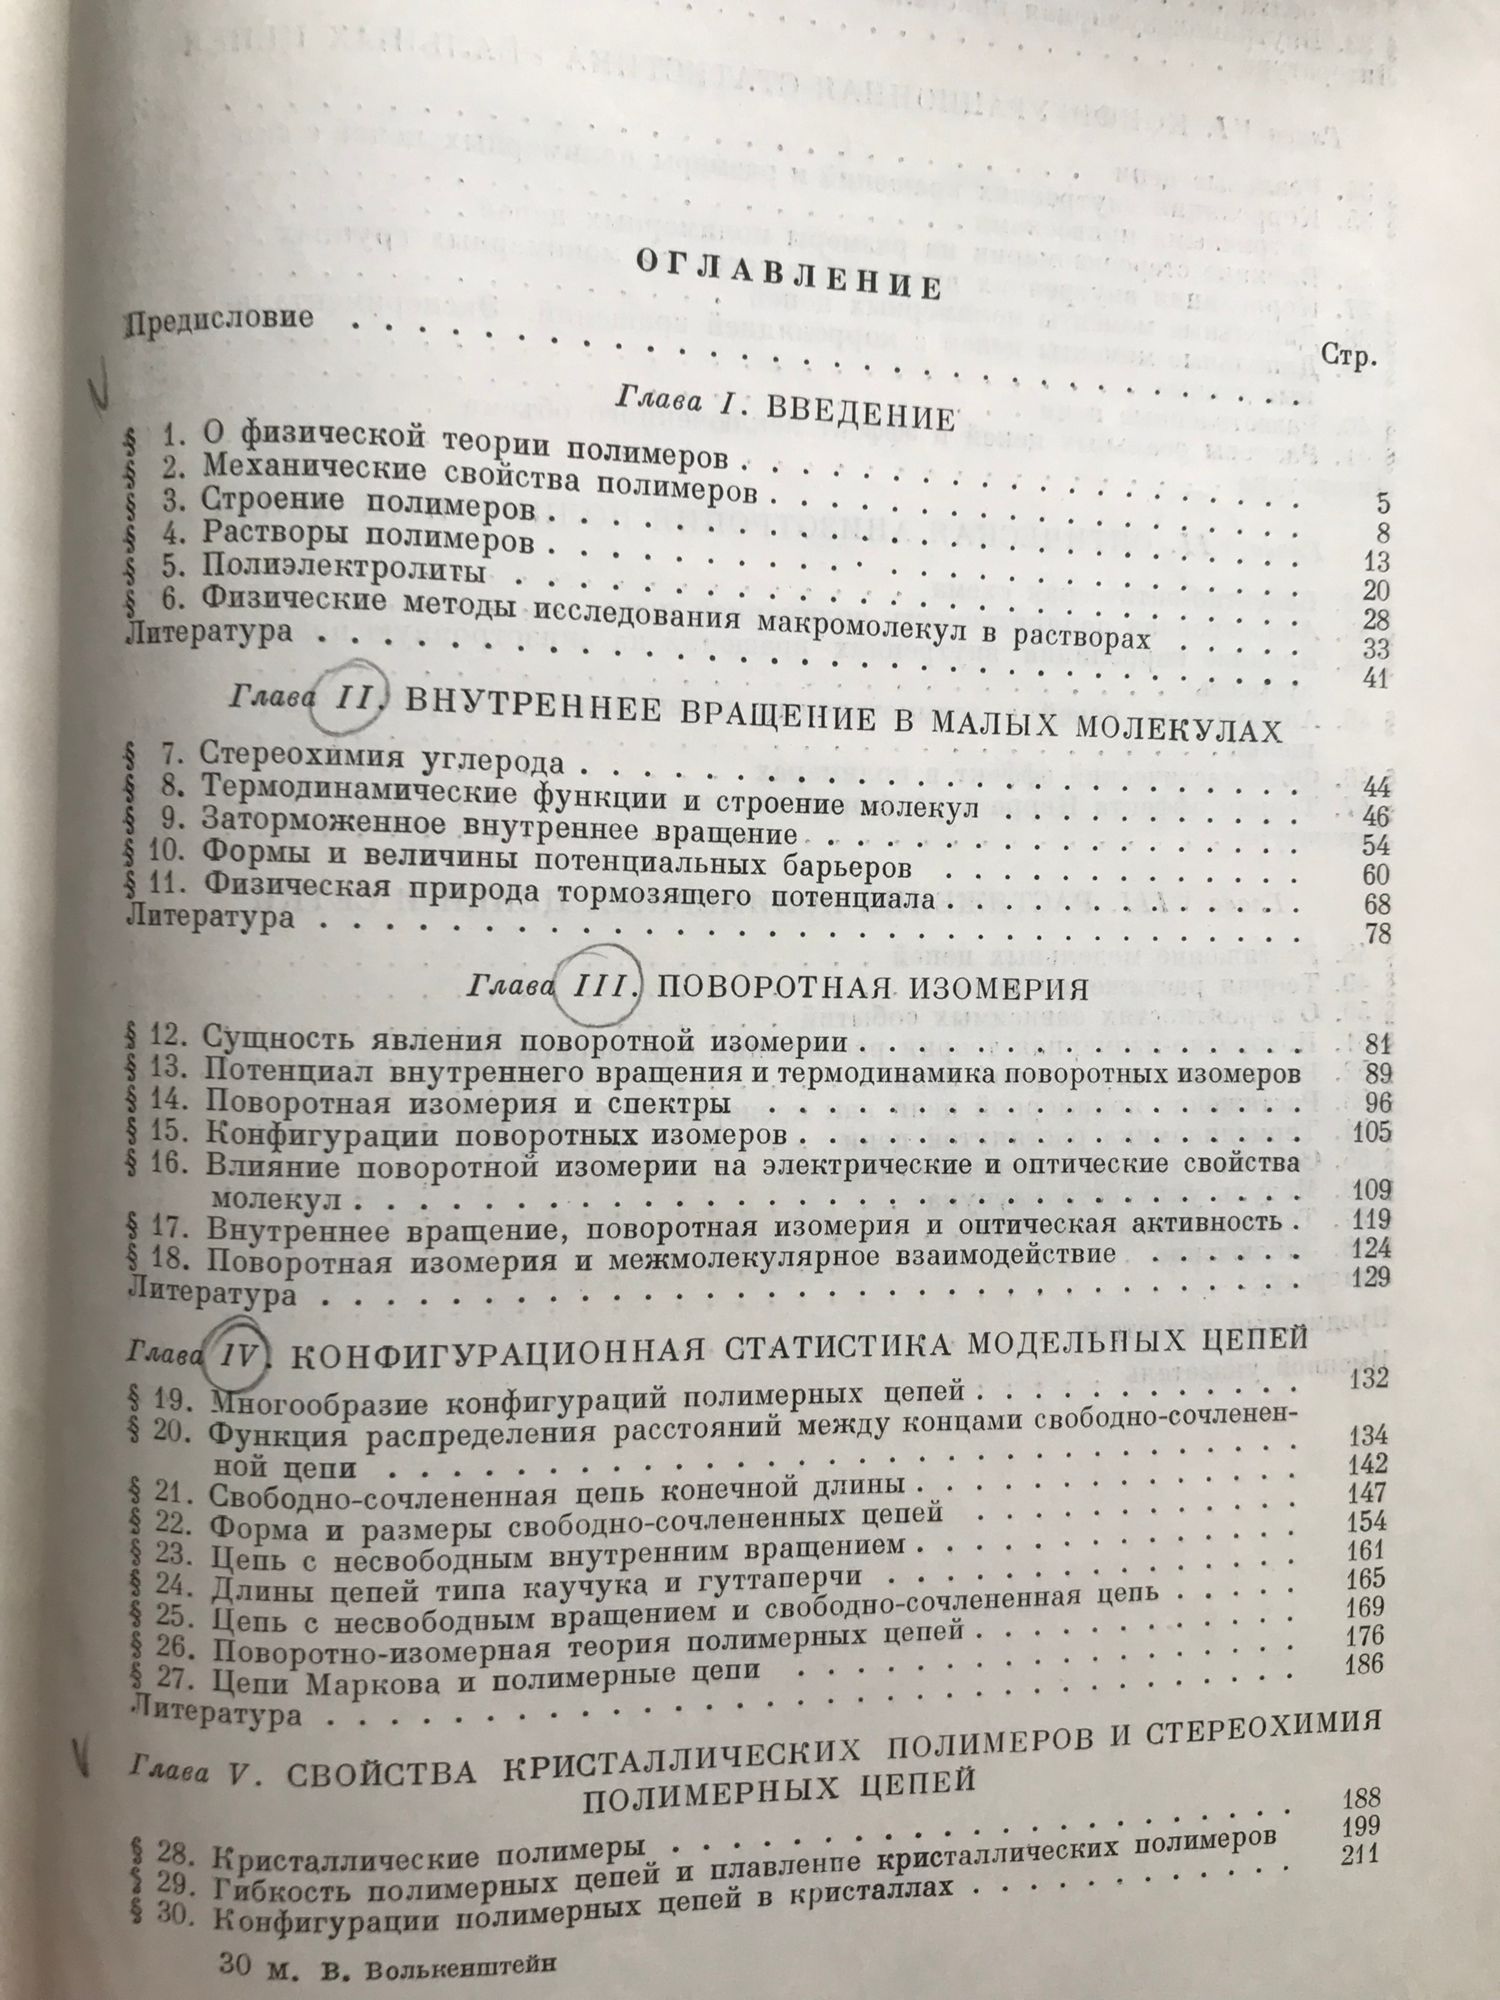 ОГЛАВЛЕНИЕ
Стр.
Предисловие . . . . . . . . . . . . . . . . . . . .
Глава I. ВВЕДЕНИЕ
§ 1. О физической теории полимеров . . . . . . . . . . 5
§ 2. Механические свойства полимеров . . . . . . . . . . 8
§ 3. Строение полимеров . . . . . . . . . . 13
§ 4. Растворы полимеров . . . . . . . . . . 20
§ 5. Полиэлектролиты . . . . . . . . . . 28
§ 6. Физические методы исследования макромолекул в растворах . . . . . 33
Литература . . . . . . . . . . 41
Глава II. ВНУТРЕННЕЕ ВРАЩЕНИЕ В МАЛЫХ МОЛЕКУЛАХ
§ 7. Стереохимия углерода . . . . . . . . . . 44
§ 8. Термодинамические функции и строение молекул . . . . . . . . . . 46
§ 9. Заторможенное внутреннее вращение . . . . . . . . . . 54
§ 10. Формы и величины потенциальных барьеров . . . . . . . . . . 60
§ 11. Физическая природа тормозящего потенциала . . . . . . . . . . 68
Литература . . . . . . . . . . 78
Глава III. ПОВОРОТНАЯ ИЗОМЕРИЯ
§ 12. Сущность явления поворотной изомерии . . . . . . . . . . 81
§ 13. Потенциал внутреннего вращения и термодинамика поворотных изомеров 89
§ 14. Поворотная изомерия и спектры . . . . . . . . . . 96
§ 15. Конфигурации поворотных изомеров . . . . . . . . . . 105
§ 16. Влияние поворотной изомерии на электрические и оптические свойства
молекул . . . . . . . . . . 109
§ 17. Внутреннее вращение, поворотная изомерия и оптическая активность . 119
§ 18. Поворотная изомерия и межмолекулярное взаимодействие . . . . . . 124
Литература . . . . . . . . . . 129
Глава IV. КОНФИГУРАЦИОННАЯ СТАТИСТИКА МОДЕЛЬНЫХ ЦЕПЕЙ
§ 19. Многообразие конфигураций полимерных цепей . . . . . . . . . . 132
§ 20. Функция распределения расстояний между концами свободно-сочленен-
ной цепи . . . . . . . . . . 134
§ 21. Свободно-сочлененная цепь конечной длины . . . . . . . . . . 142
§ 22. Форма и размеры свободно-сочлененных цепей . . . . . . . . . . 147
§ 23. Цепь с несвободным внутренним вращением . . . . . . . . . . 154
§ 24. Длины цепей типа каучука и гуттаперчи . . . . . . . . . . 161
§ 25. Цепь с несвободным вращением и свободно-сочлененная цепь . . . . . 165
§ 26. Поворотно-изомерная теория полимерных цепей . . . . . . . . . . 169
§ 27. Цепи Маркова и полимерные цепи . . . . . . . . . . 176
Литература . . . . . . . . . . 186
Глава V. СВОЙСТВА КРИСТАЛЛИЧЕСКИХ ПОЛИМЕРОВ И СТЕРЕОХИМИЯ
ПОЛИМЕРНЫХ ЦЕПЕЙ
§ 28. Кристаллические полимеры . . . . . . . . . . 188
§ 29. Гибкость полимерных цепей и плавление кристаллических полимеров 199
§ 30. Конфигурации полимерных цепей в кристаллах . . . . . . . . . . 211
30 М. В. Волькенштейн